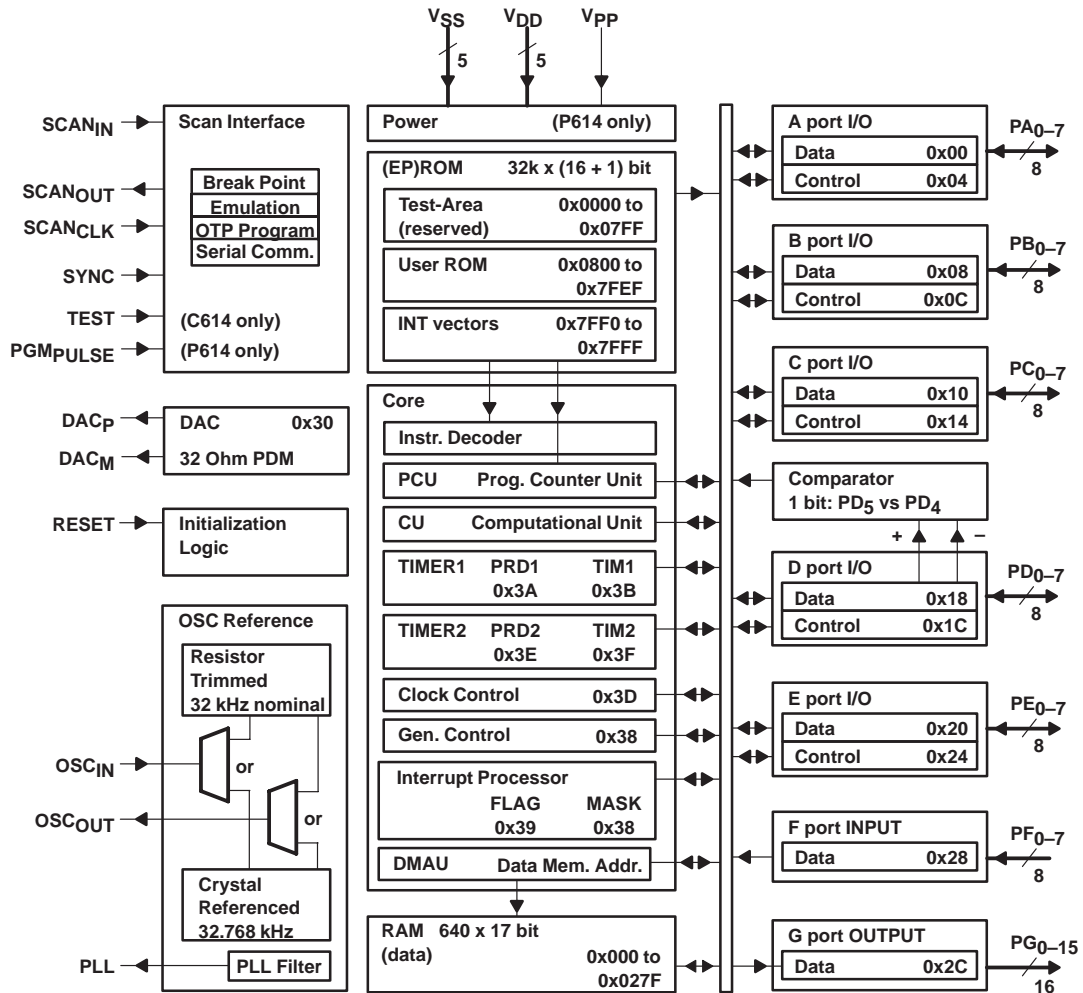 VSS VDD VPP
5 5
SCANIN
SCANOUT
SCANCLK
SYNC
TEST
PGMPULSE
Scan Interface
Break Point
Emulation
OTP Program
Serial Comm.
(C614 only)
(P614 only)
DACP
DACM
DAC 0x30
32 Ohm PDM
RESET
Initialization
Logic
OSC Reference
Resistor
Trimmed
32 kHz nominal
OSCIN
or
OSCOUT
or
Crystal
Referenced
32.768 kHz
PLL
PLL Filter
Power (P614 only)
(EP)ROM 32k x (16 + 1) bit
Test-Area 0x0000 to
(reserved) 0x07FF
User ROM 0x0800 to
0x7FEF
INT vectors 0x7FF0 to
0x7FFF
Core
Instr. Decoder
PCU Prog. Counter Unit
CU Computational Unit
TIMER1 PRD1 TIM1
0x3A 0x3B
TIMER2 PRD2 TIM2
0x3E 0x3F
Clock Control 0x3D
Gen. Control 0x38
Interrupt Processor
FLAG MASK
0x39 0x38
DMAU Data Mem. Addr.
RAM 640 x 17 bit
(data) 0x000 to
0x027F
A port I/O
Data 0x00
Control 0x04
PA0–7
8
B port I/O
Data 0x08
Control 0x0C
PB0–7
8
C port I/O
Data 0x10
Control 0x14
PC0–7
8
Comparator
1 bit: PD5 vs PD4
+ –
D port I/O
Data 0x18
Control 0x1C
PD0–7
8
E port I/O
Data 0x20
Control 0x24
PE0–7
8
F port INPUT
Data 0x28
PF0–7
8
G port OUTPUT
Data 0x2C
PG0–15
16